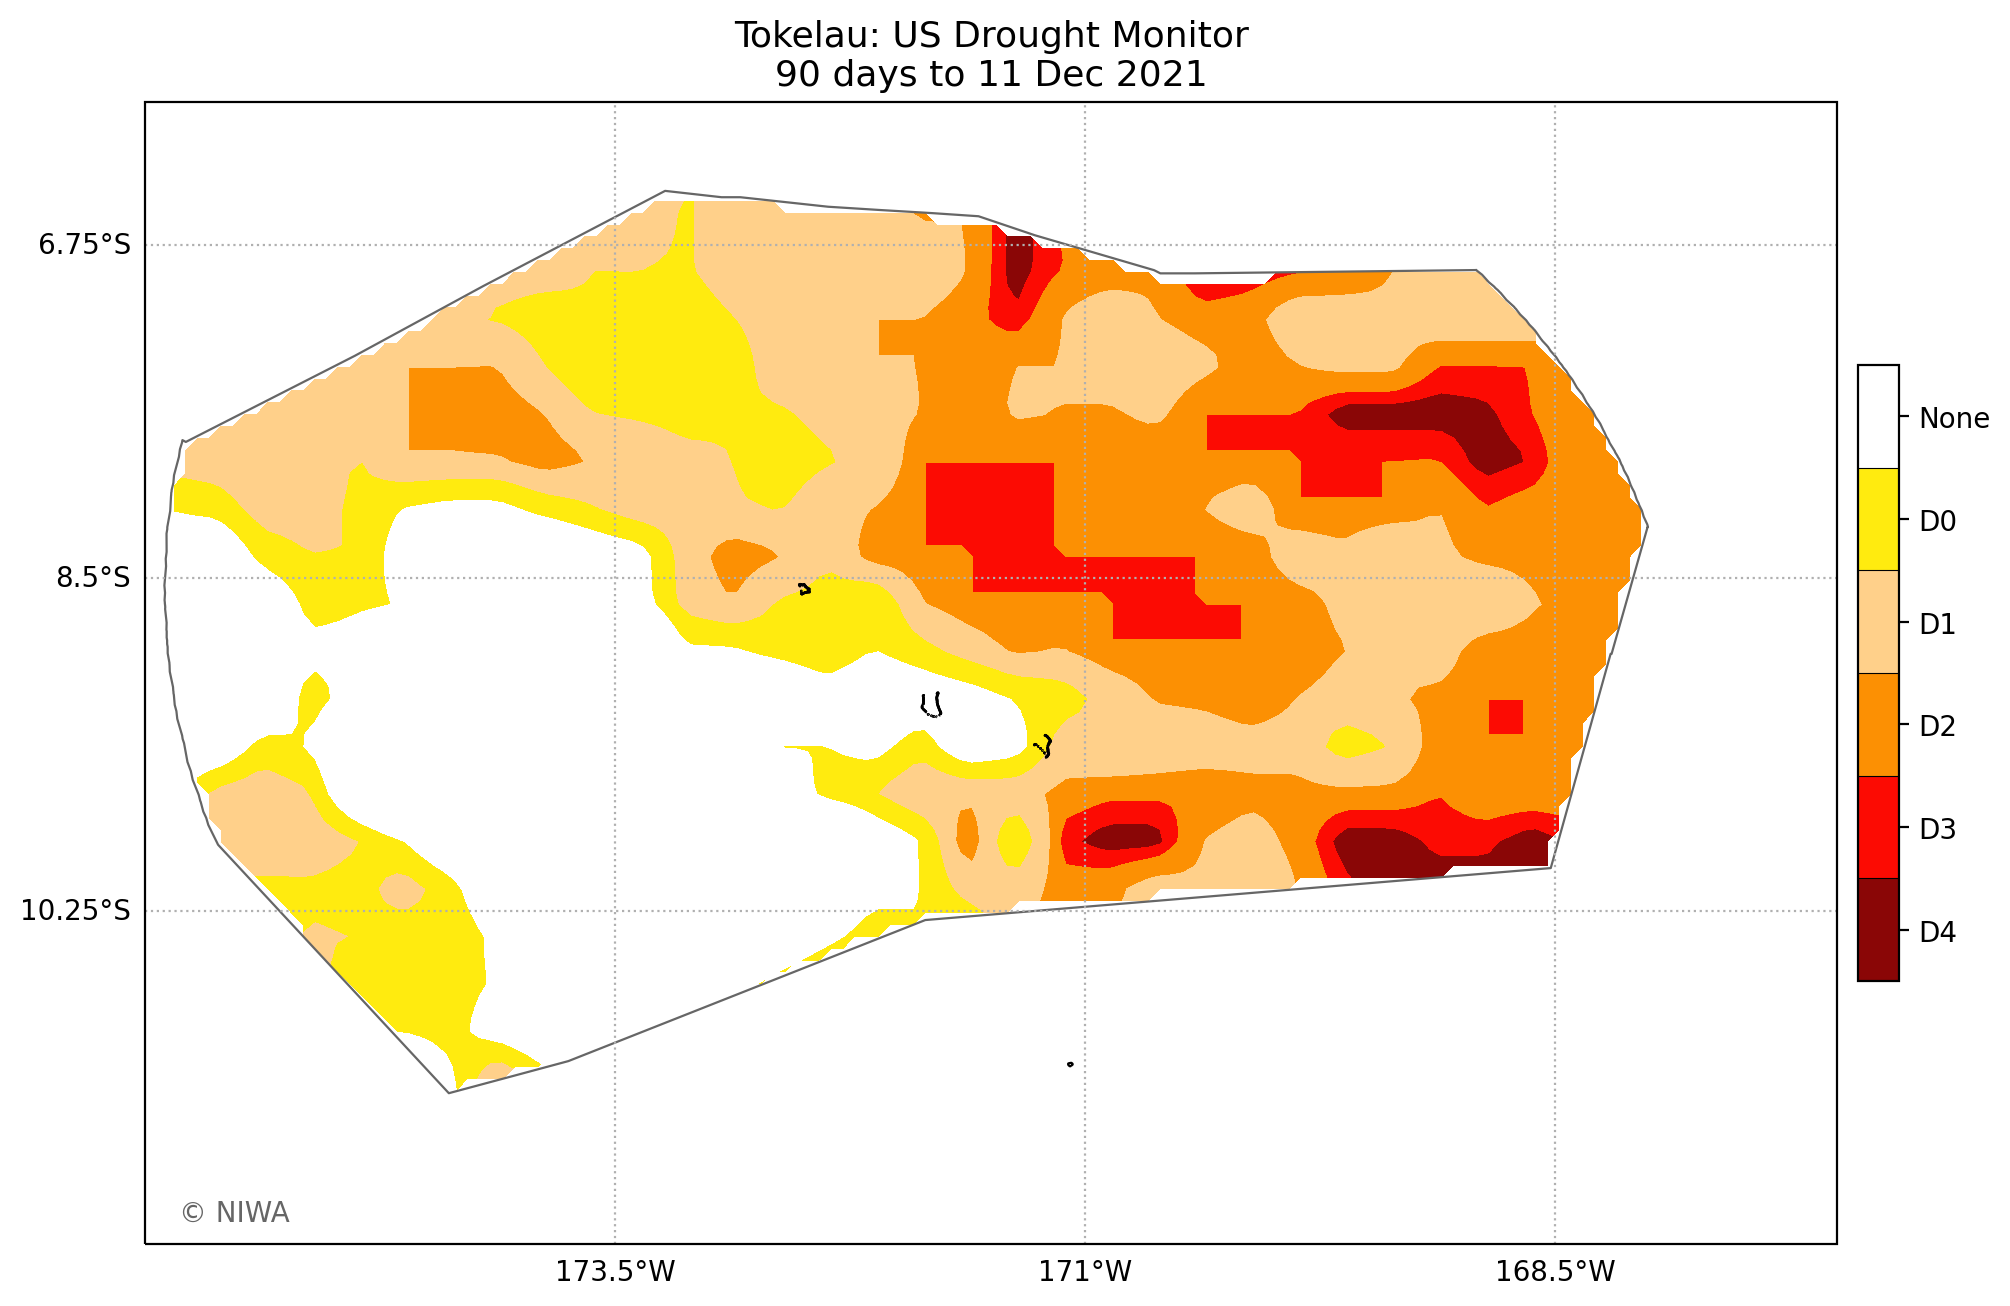 Tokelau: US Drought Monitor
90 days to 11 Dec 2021
6.75°S
8.5°S
10.25°S
173.5°W
171°W
168.5°W
None
D0
D1
D2
D3
D4
© NIWA